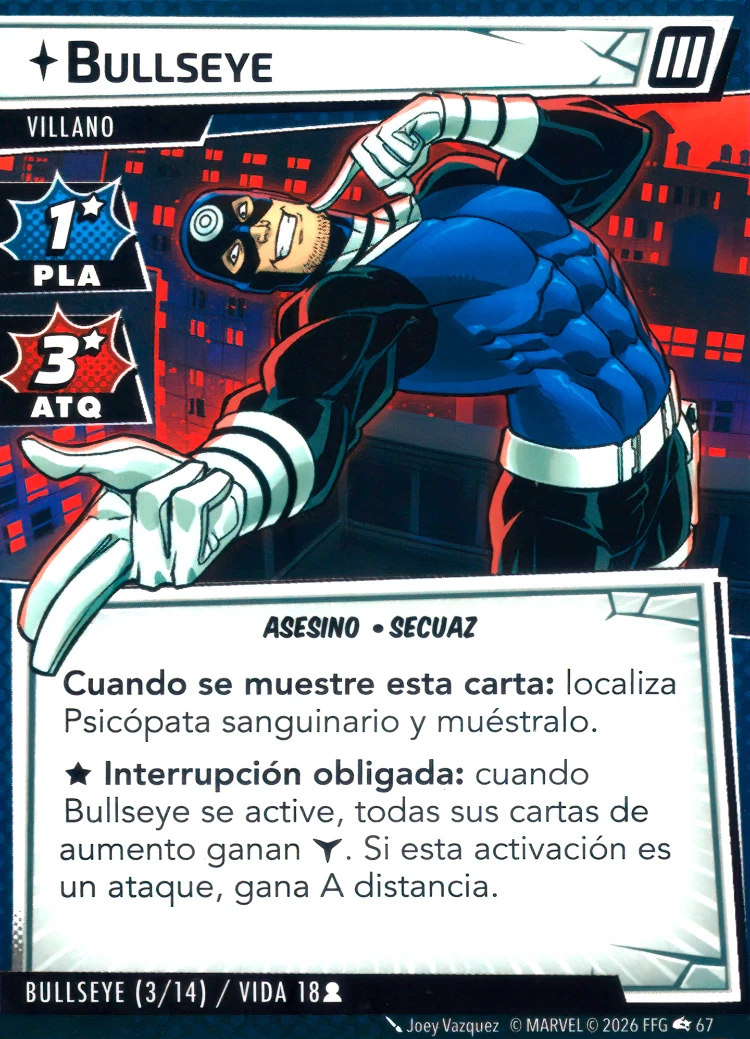 BULLSEYE
III
VILLANO
1★
PLA
3★
ATQ
ASESINO • SECUAZ
Cuando se muestre esta carta: localiza
Psicópata sanguinario y muéstralo.
★ Interrupción obligada: cuando
Bullseye se active, todas sus cartas de
aumento ganan. Si esta activación es
un ataque, gana A distancia.
BULLSEYE (3/14) / VIDA 18
Joey Vazquez © MARVEL © 2026 FFG 67